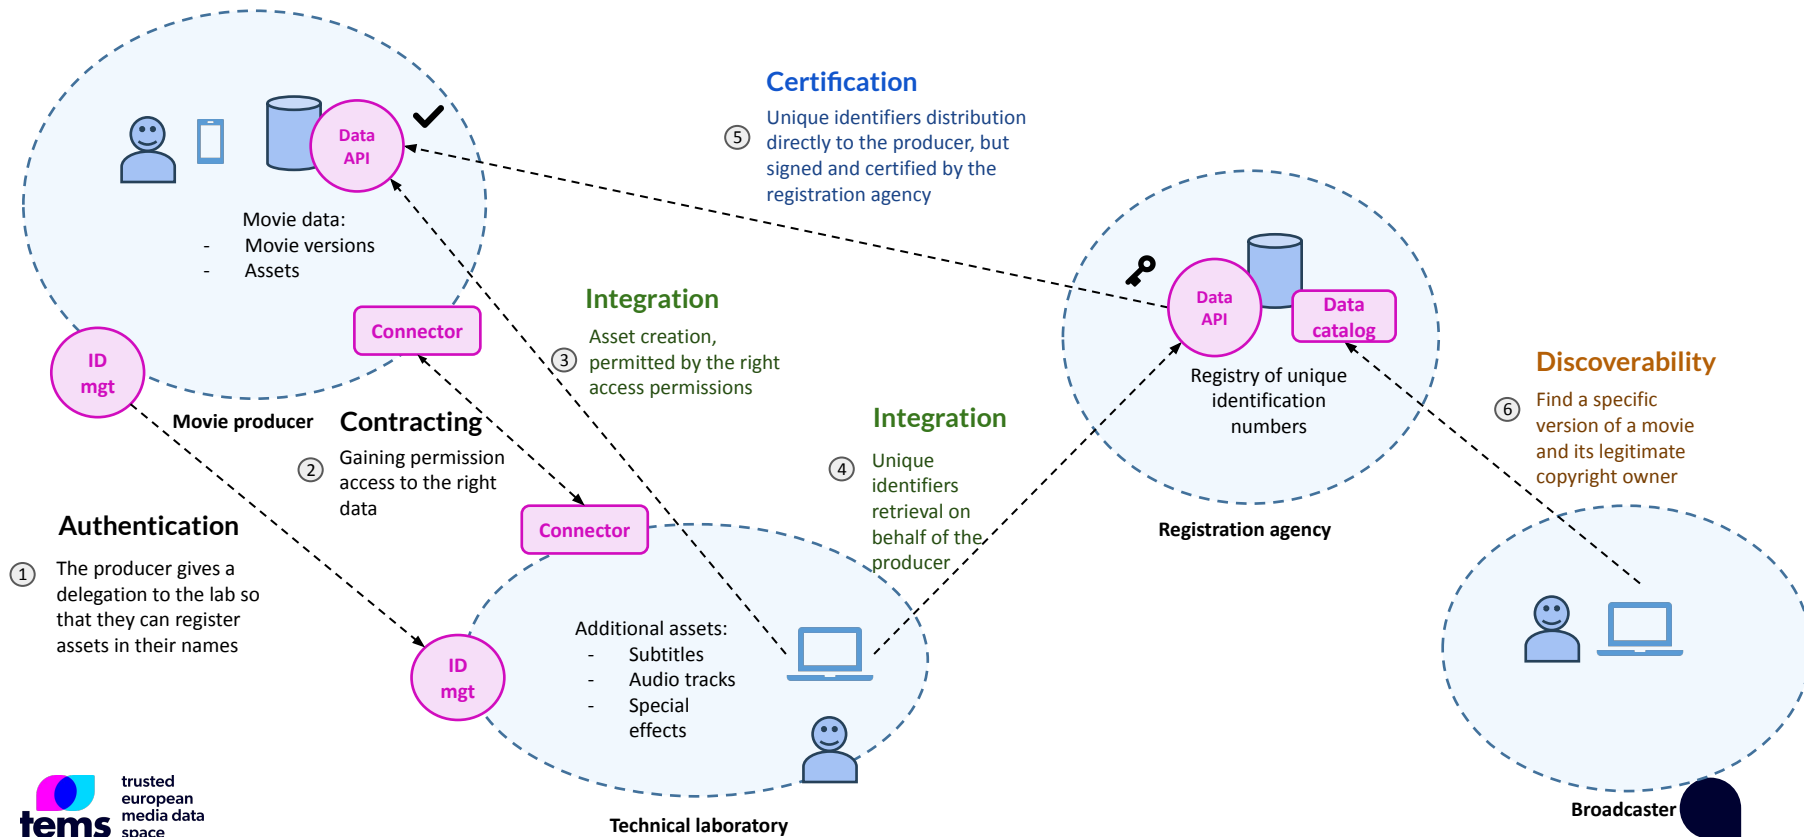 Certification
5
Unique identifiers distribution
directly to the producer, but
signed and certified by the
registration agency
Data
API
Movie data:
- Movie versions
- Assets
Connector
ID
mgt
Movie producer
Integration
3
Asset creation,
permitted by the right
access permissions
Contracting
2
Gaining permission
access to the right
data
Authentication
1
The producer gives a
delegation to the lab so
that they can register
assets in their names
Connector
ID
mgt
Additional assets:
- Subtitles
- Audio tracks
- Special
effects
Technical laboratory
Integration
4
Unique
identifiers
retrieval on
behalf of the
producer
Data
API
Data
catalog
Registry of unique
identification
numbers
Registration agency
Discoverability
6
Find a specific
version of a movie
and its legitimate
copyright owner
Broadcaster
tems
trusted
european
media data
space